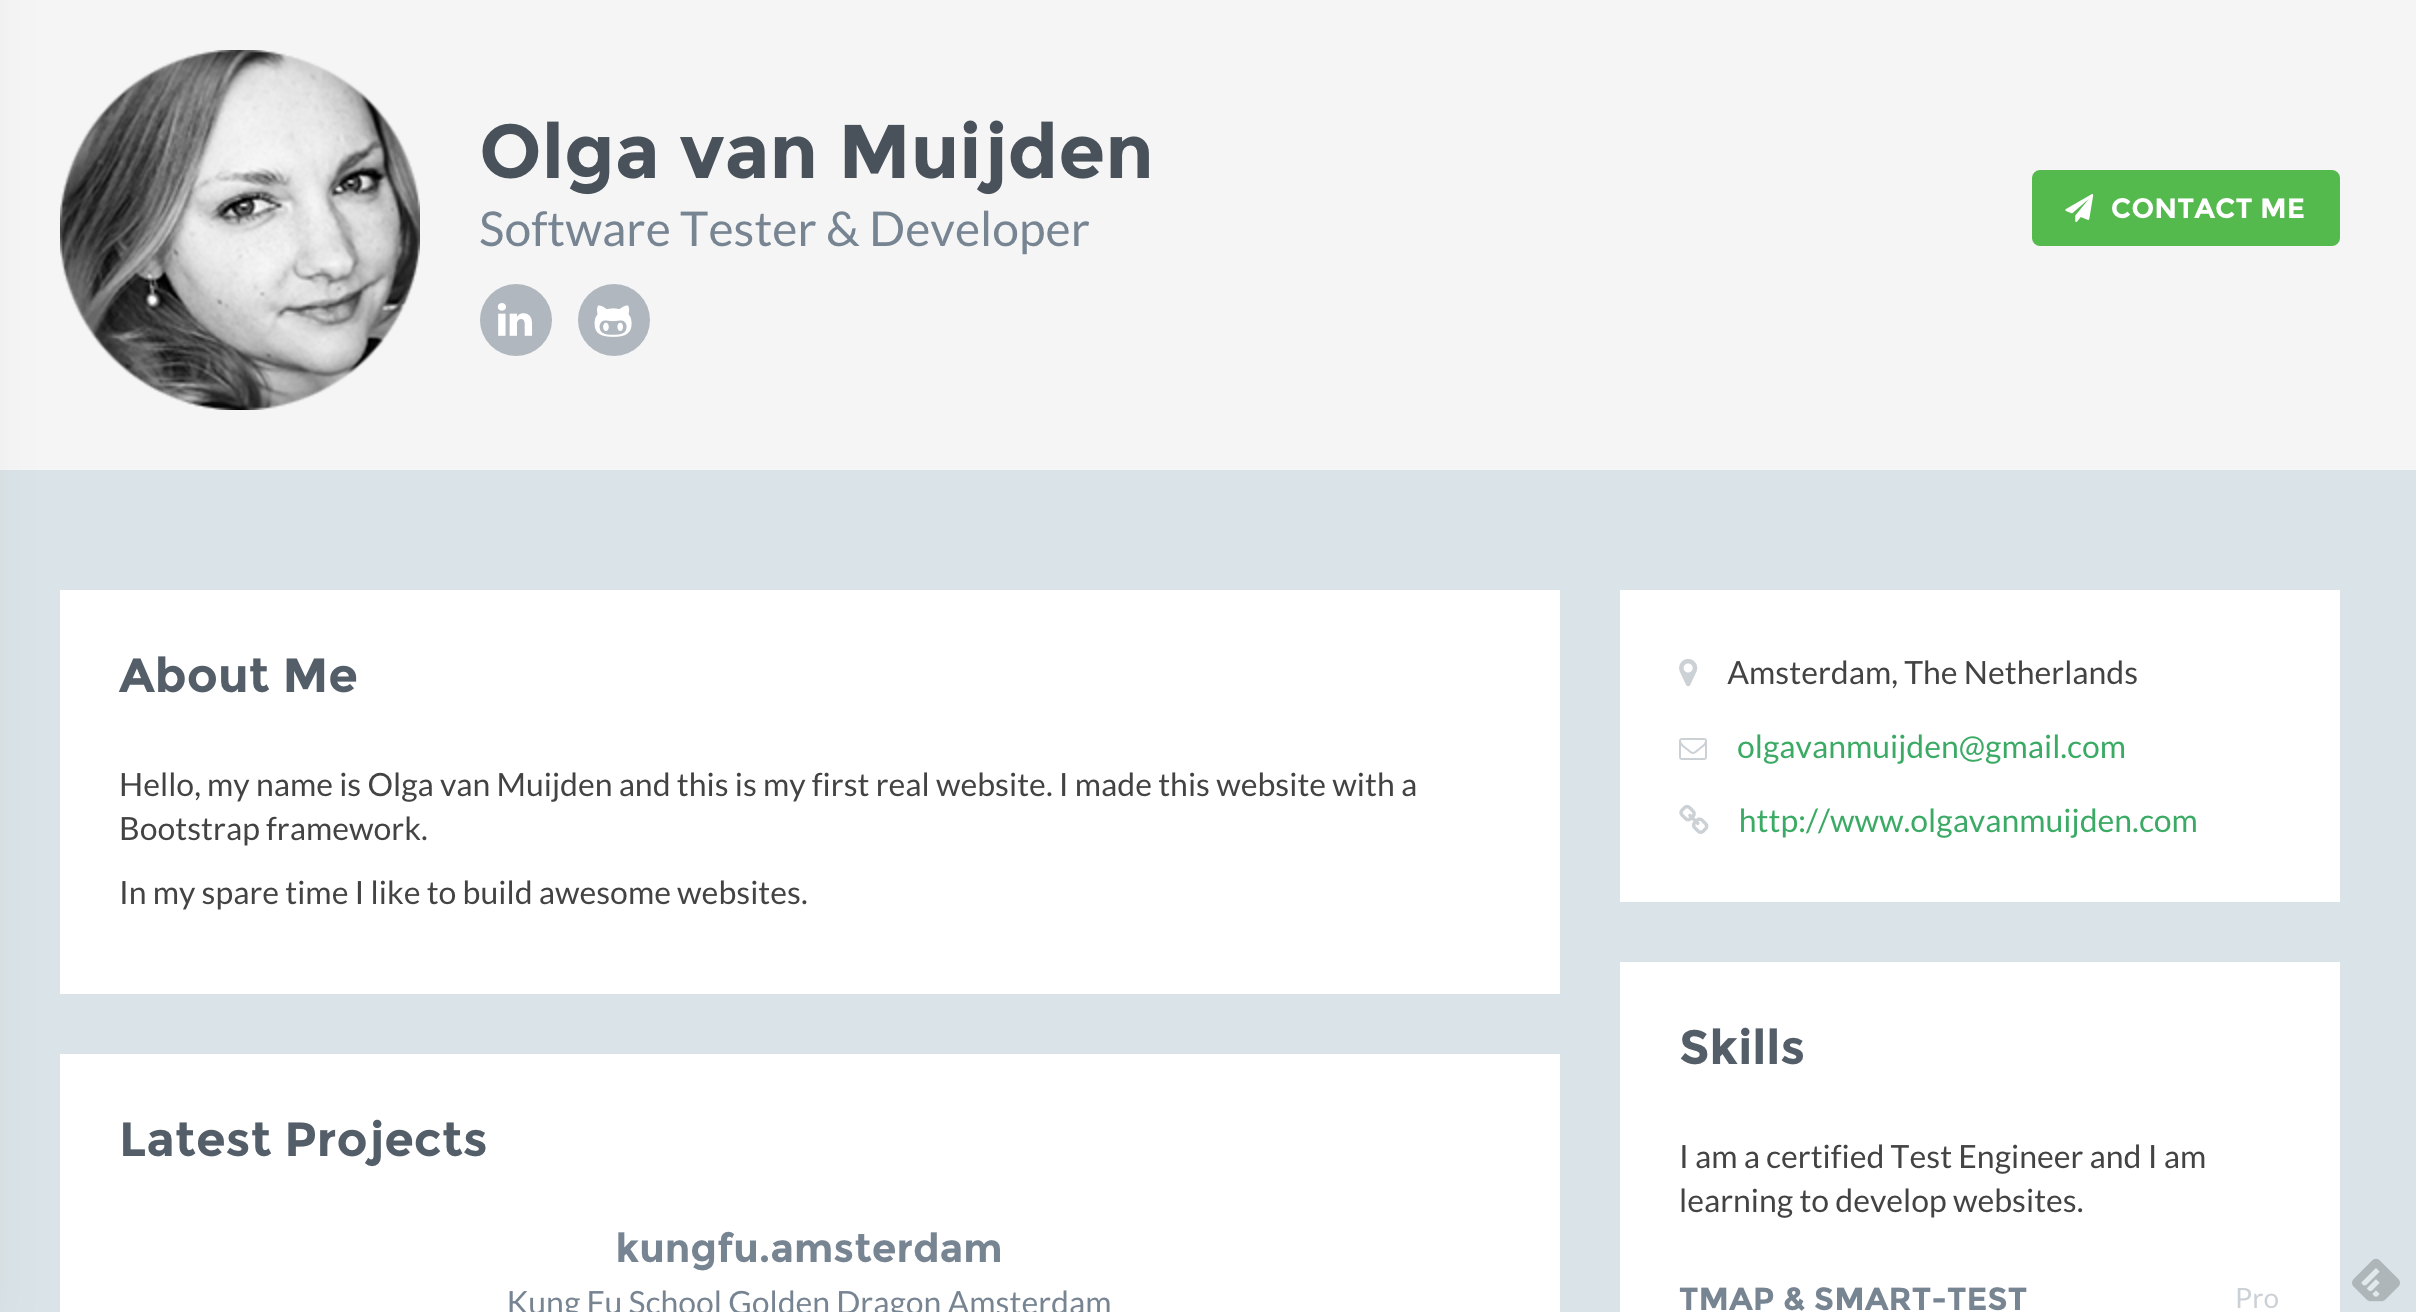 Olga van Muijden
Software Tester & Developer
in
CONTACT ME
About Me
Hello, my name is Olga van Muijden and this is my first real website. I made this website with a
Bootstrap framework.
In my spare time I like to build awesome websites.
Latest Projects
kungfu.amsterdam
Kung Fu School Golden Dragon Amsterdam
Amsterdam, The Netherlands
olgavanmuijden@gmail.com
http://www.olgavanmuijden.com
Skills
I am a certified Test Engineer and I am
learning to develop websites.
TMAP & SMART-TEST
Pro